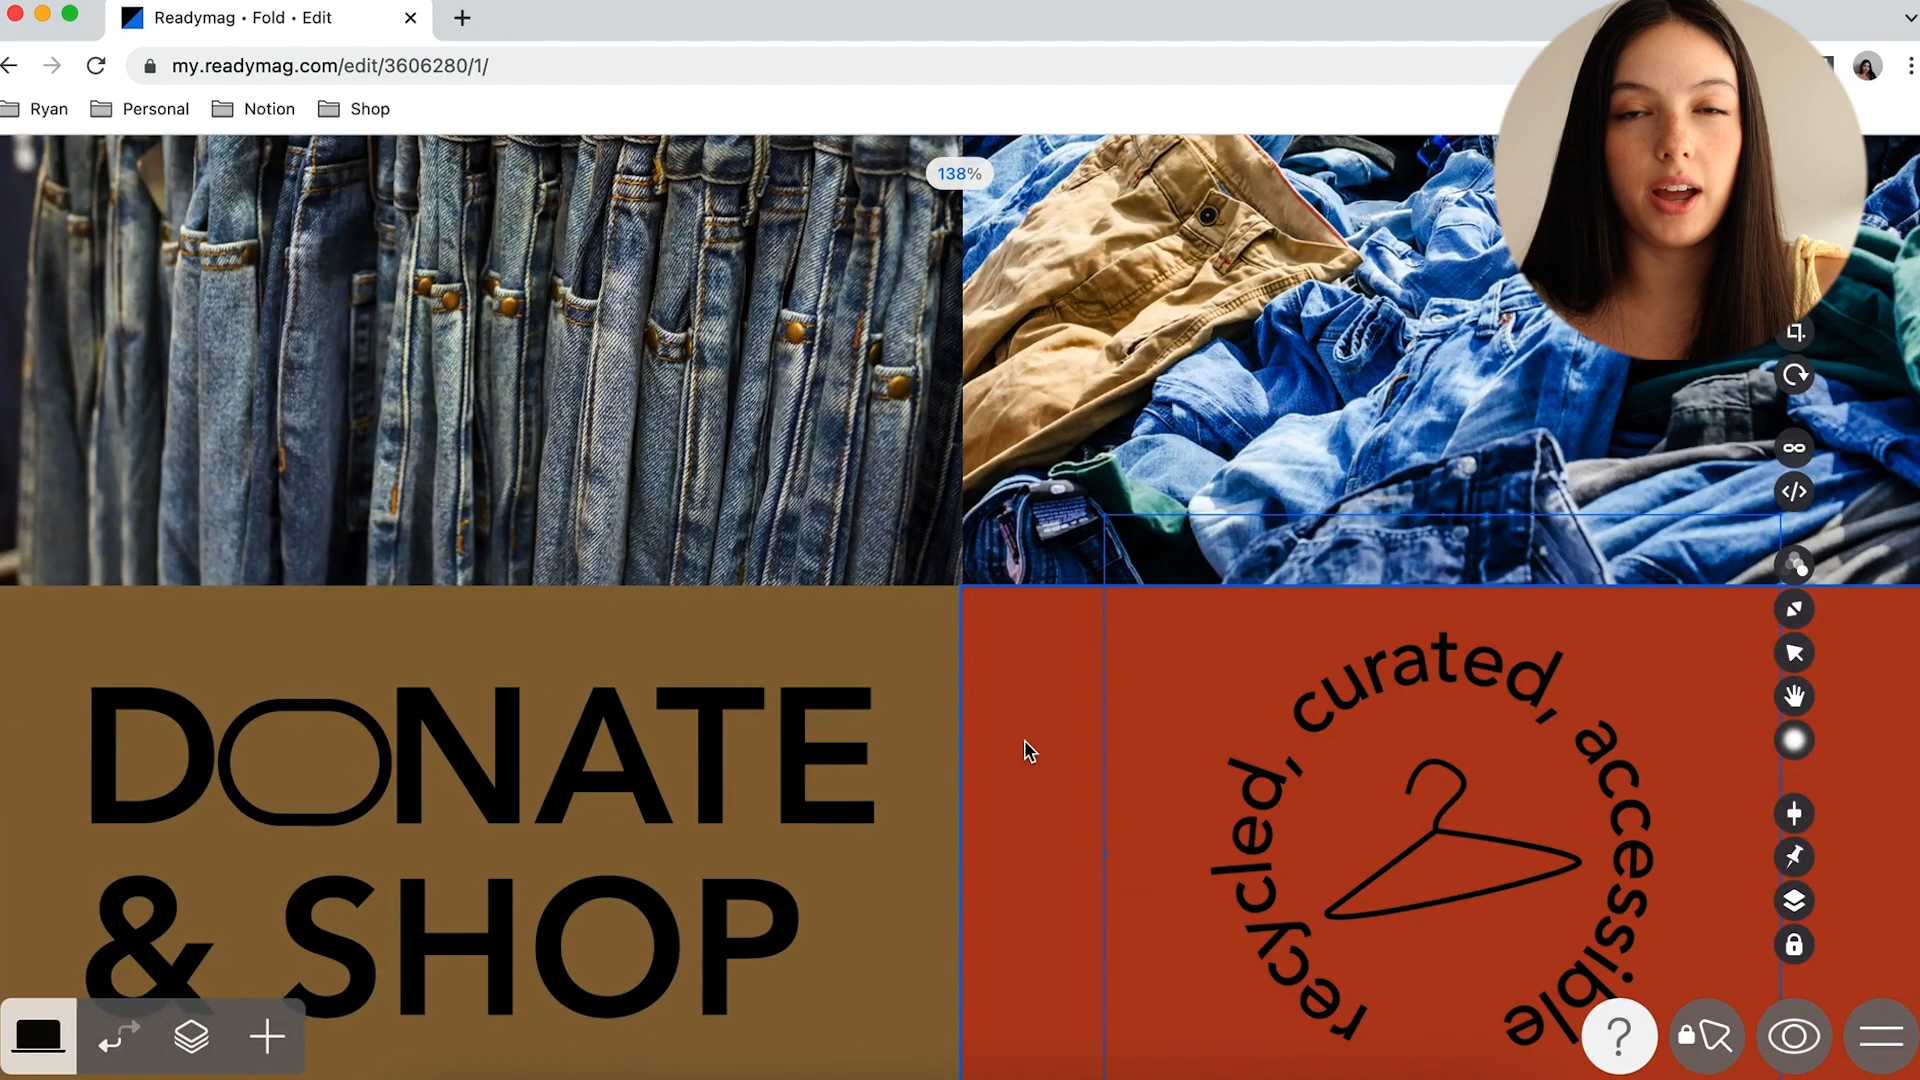 Readymag • Fold • Edit
my.readymag.com/edit/3606280/1/
Ryan Personal Notion Shop
138%
DONATE
& SHOP
recycled, curated, accessible